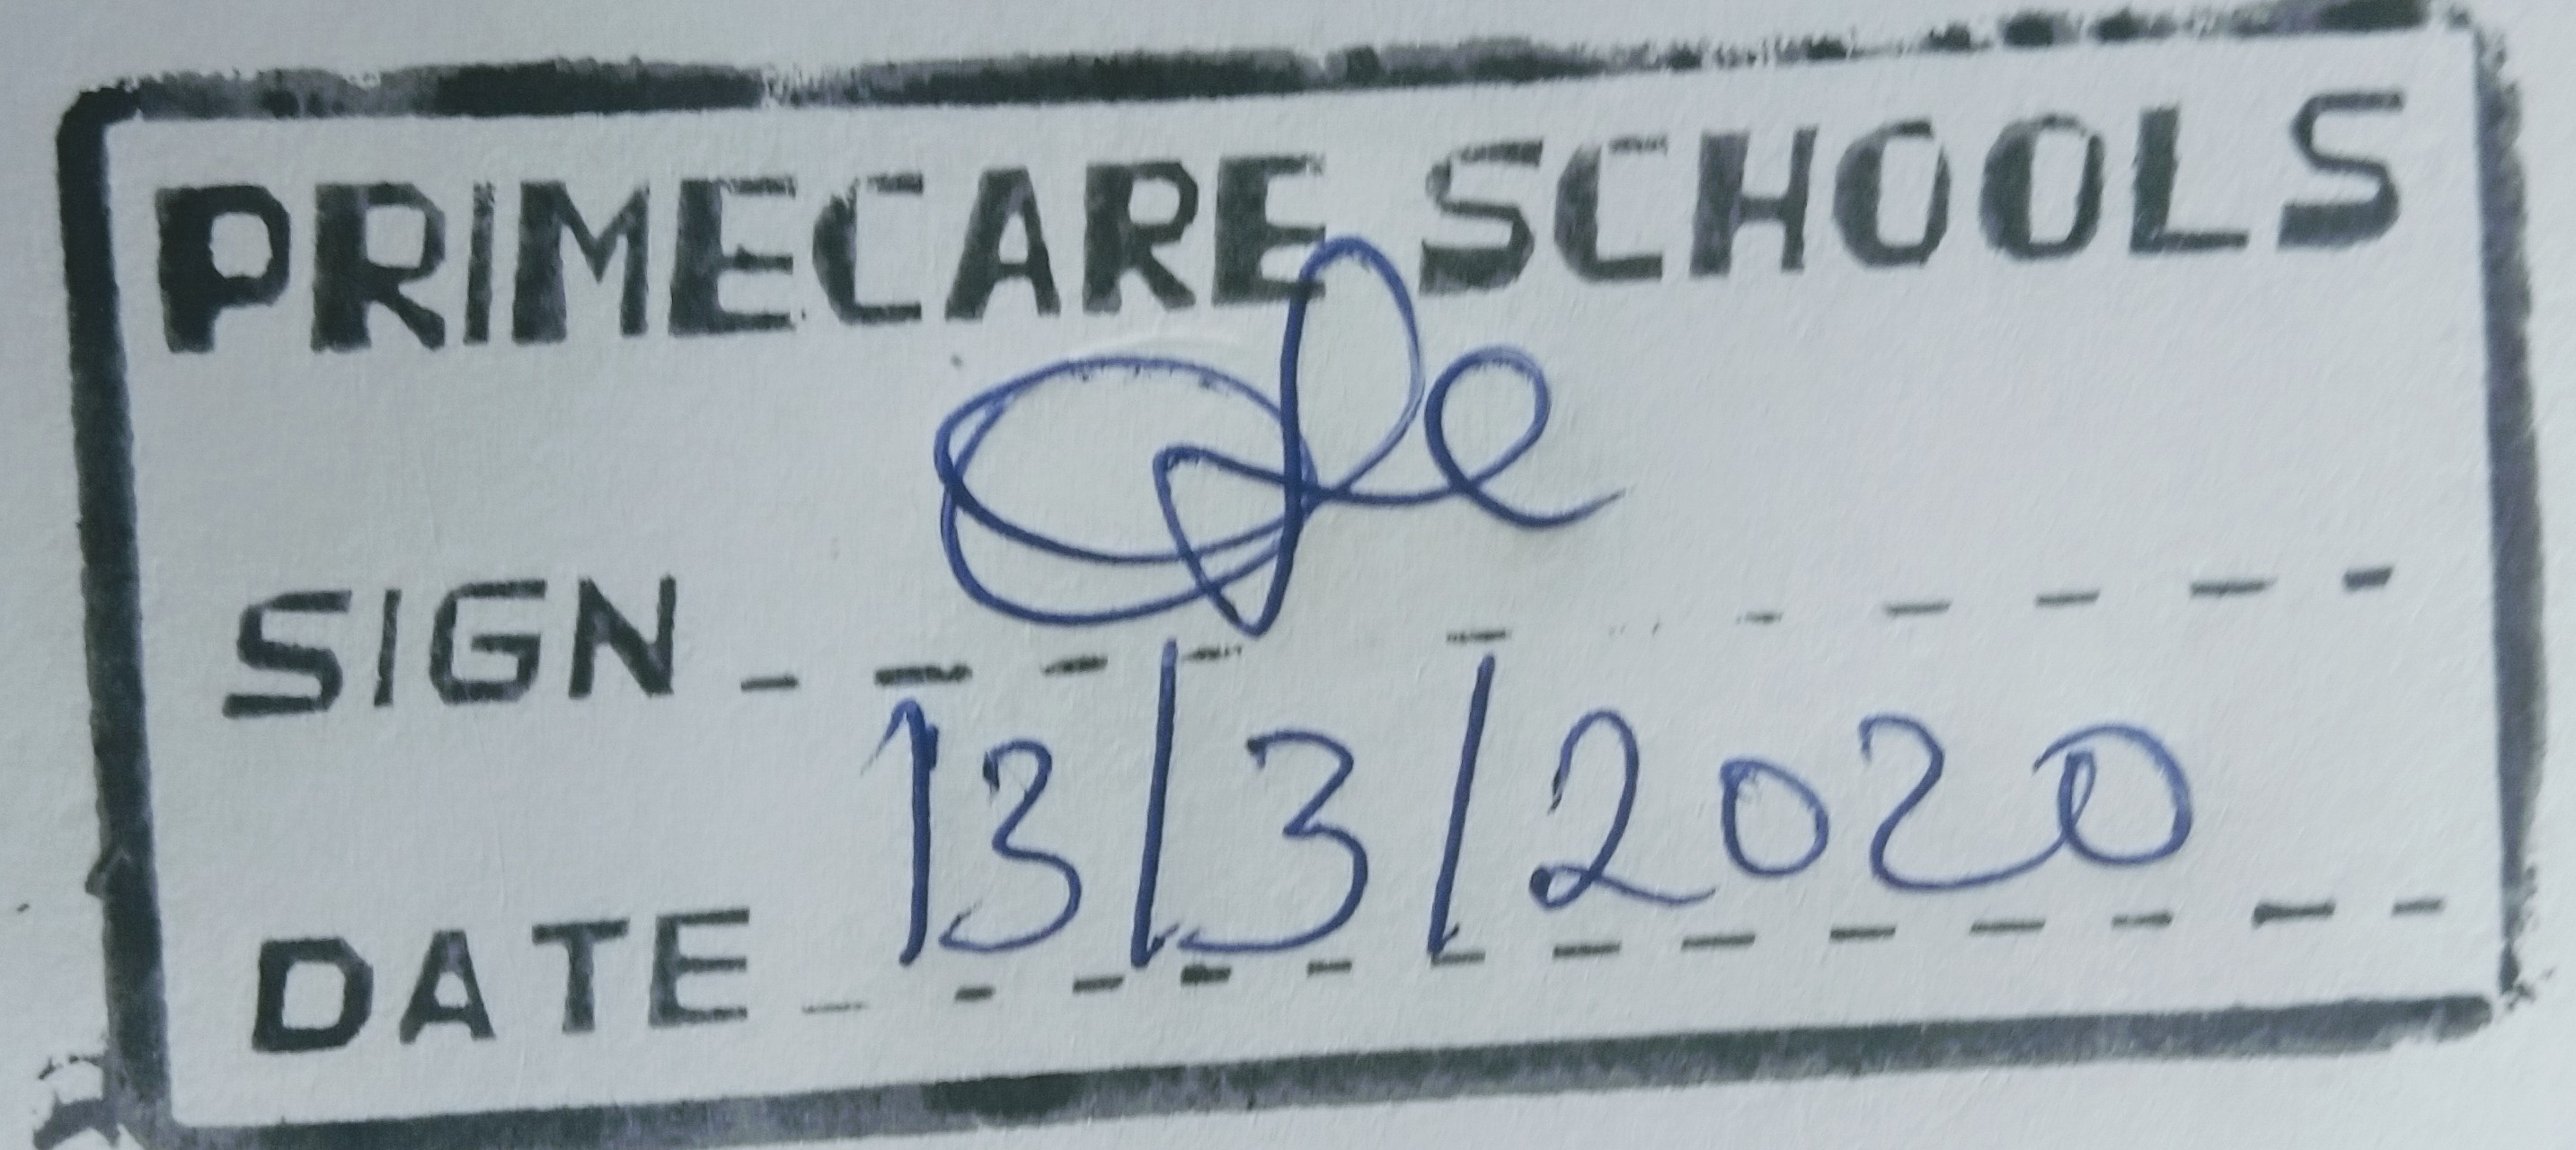 PRIMECARE SCHOOLS
SIGN
DATE 13/3/2020